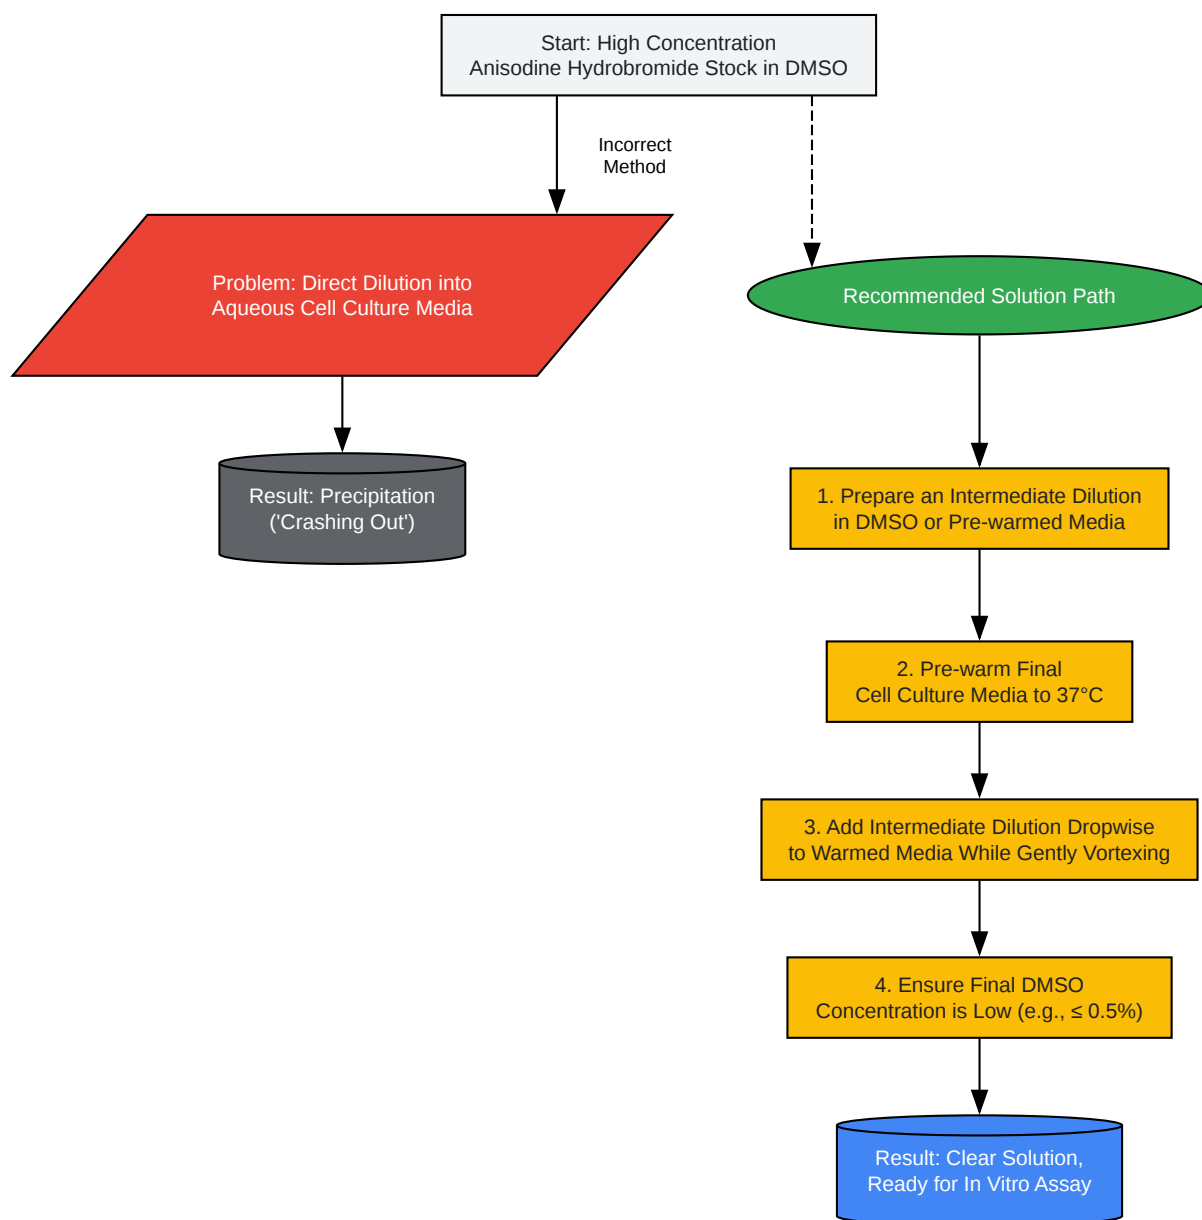 Start: High Concentration
Anisodine Hydrobromide Stock in DMSO
Incorrect
Method
Problem: Direct Dilution into
Aqueous Cell Culture Media
Recommended Solution Path
Result: Precipitation
('Crashing Out')
1. Prepare an Intermediate Dilution
in DMSO or Pre-warmed Media
2. Pre-warm Final
Cell Culture Media to 37°C
3. Add Intermediate Dilution Dropwise
to Warmed Media While Gently Vortexing
4. Ensure Final DMSO
Concentration is Low (e.g., ≤ 0.5%)
Result: Clear Solution,
Ready for In Vitro Assay